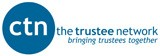 ctn
the trustee network
bringing trustees together